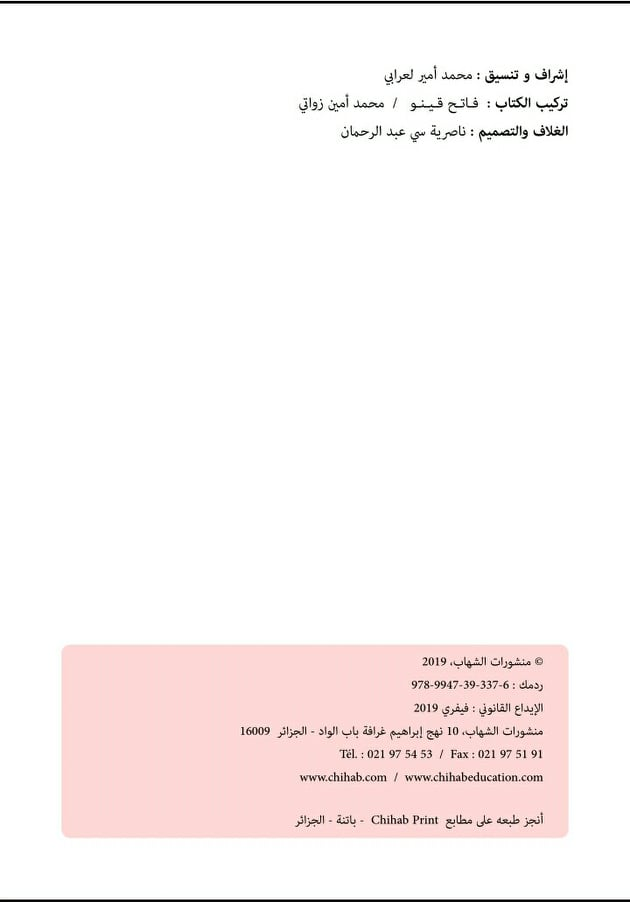 إشراف و تنسيق : محمد أمير لعرابي
تركيب الكتاب : فـاتـح قـيـنـو / محمد أمين زواتي
الغلاف والتصميم : ناصرية سي عبد الرحمان
© منشورات الشهاب، 2019
ردمك : 6-337-39-9947-978
الإيداع القانوني : فيفري 2019
منشورات الشهاب، 10 نهج إبراهيم غرافة باب الواد - الجزائر 16009
Tél. : 021 97 54 53 / Fax : 021 97 51 91
www.chihab.com / www.chihabeducation.com
أنجز طبعه على مطابع Chihab Print - باتنة - الجزائر